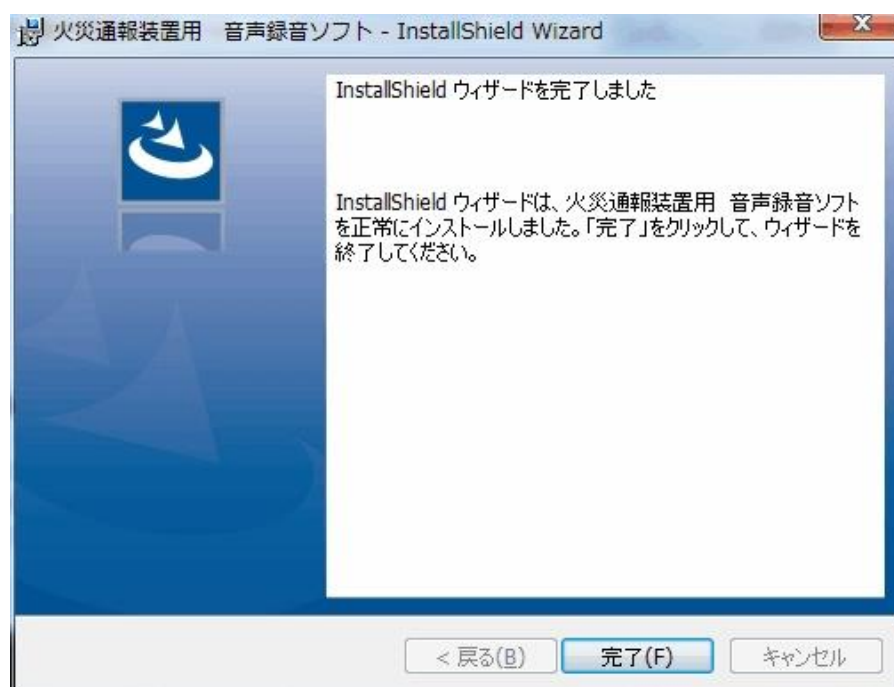 火災通報装置用　音声録音ソフト - InstallShield Wizard
InstallShield ウィザードを完了しました
InstallShield ウィザードは、火災通報装置用　音声録音ソフト
を正常にインストールしました。「完了」をクリックして、ウィザードを
終了してください。
< 戻る(B) 完了(F) キャンセル